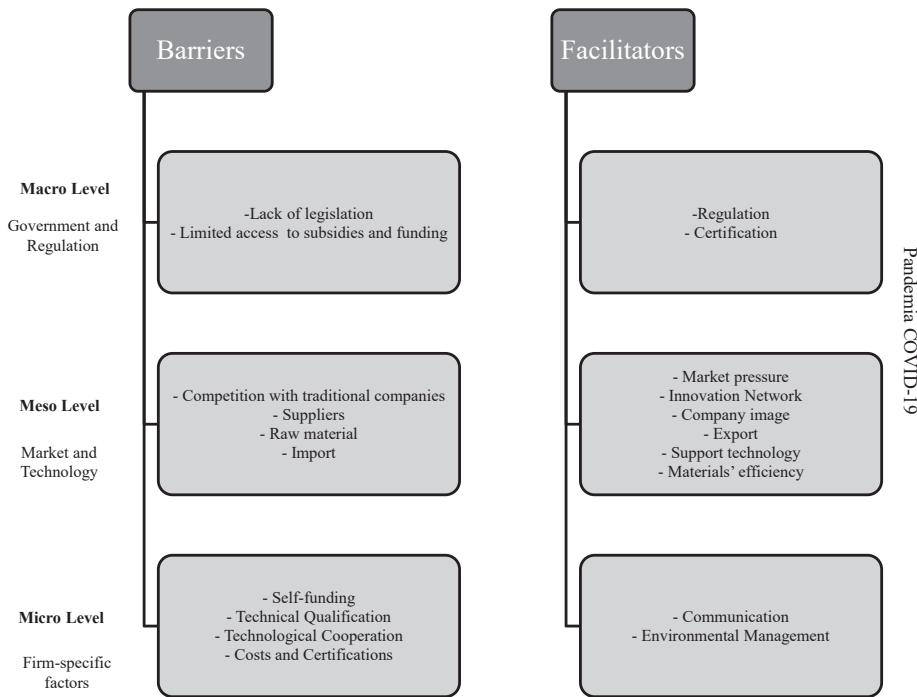 Barriers
Facilitators
Macro Level
Government and
Regulation
-Lack of legislation
- Limited access to subsidies and funding
-Regulation
- Certification
Meso Level
Market and
Technology
- Competition with traditional companies
- Suppliers
- Raw material
- Import
- Market pressure
- Innovation Network
- Company image
- Export
- Support technology
- Materials’ efficiency
Micro Level
Firm-specific
factors
- Self-funding
- Technical Qualification
- Technological Cooperation
- Costs and Certifications
- Communication
- Environmental Management
Pandemia COVID-19